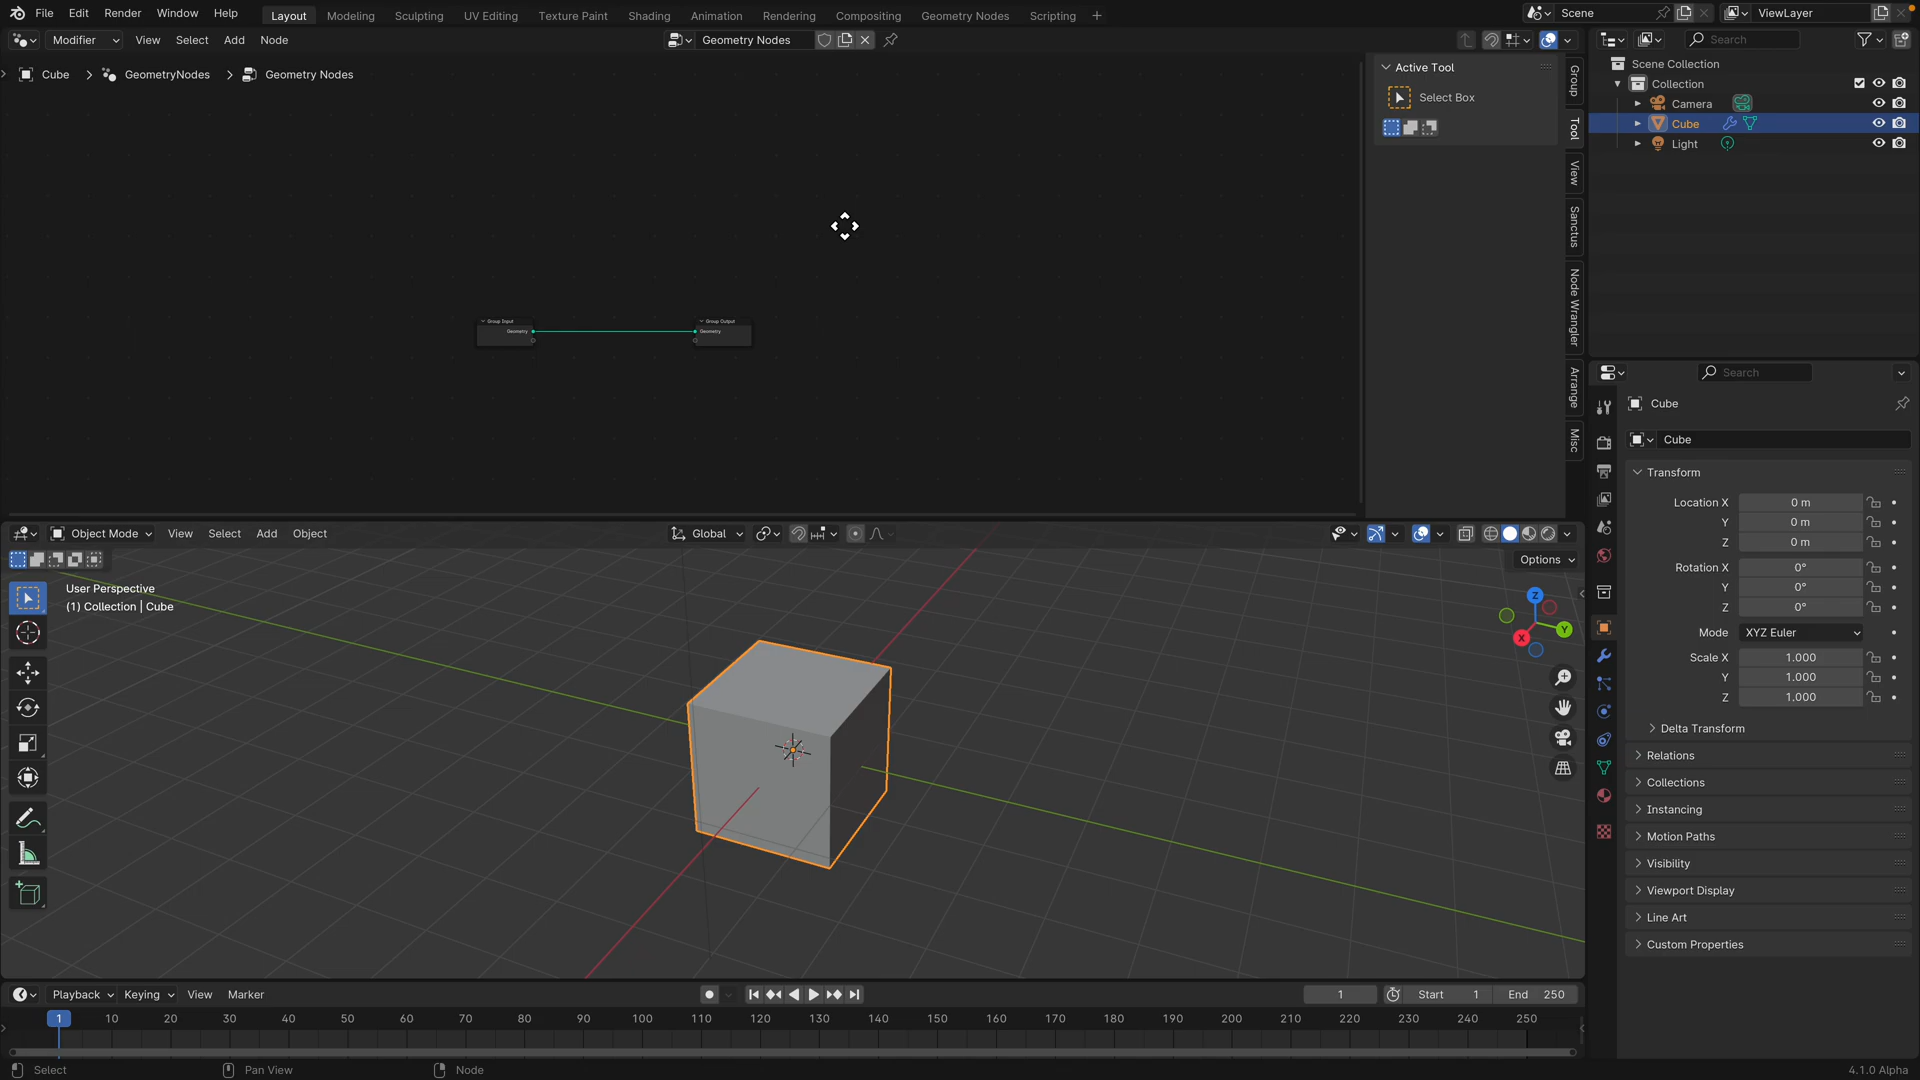 File Edit Render Window Help Layout Modeling Sculpting UV Editing Texture Paint Shading Animation Rendering Compositing Geometry Nodes Scripting Scene ViewLayer
Modifier View Select Add Node Geometry Nodes Search
Cube GeometryNodes Geometry Nodes
Active Tool
Select Box
Group
Tool
View
Sanctus
Node Wrangler
Arrange
Misc
Group Input
Geometry
Group Output
Geometry
Scene Collection
Collection
Camera
Cube
Light
Search
Cube
Cube
Transform
Location X 0 m
Y 0 m
Z 0 m
Rotation X 0°
Y 0°
Z 0°
Mode XYZ Euler
Scale X 1.000
Y 1.000
Z 1.000
Delta Transform
Relations
Collections
Instancing
Motion Paths
Visibility
Viewport Display
Line Art
Custom Properties
Object Mode View Select Add Object Global
Options
User Perspective
(1) Collection | Cube
Z
Y
X
Playback Keying View Marker 1 Start 1 End 250
1 10 20 30 40 50 60 70 80 90 100 110 120 130 140 150 160 170 180 190 200 210 220 230 240 250
Select Pan View Node 4.1.0 Alpha